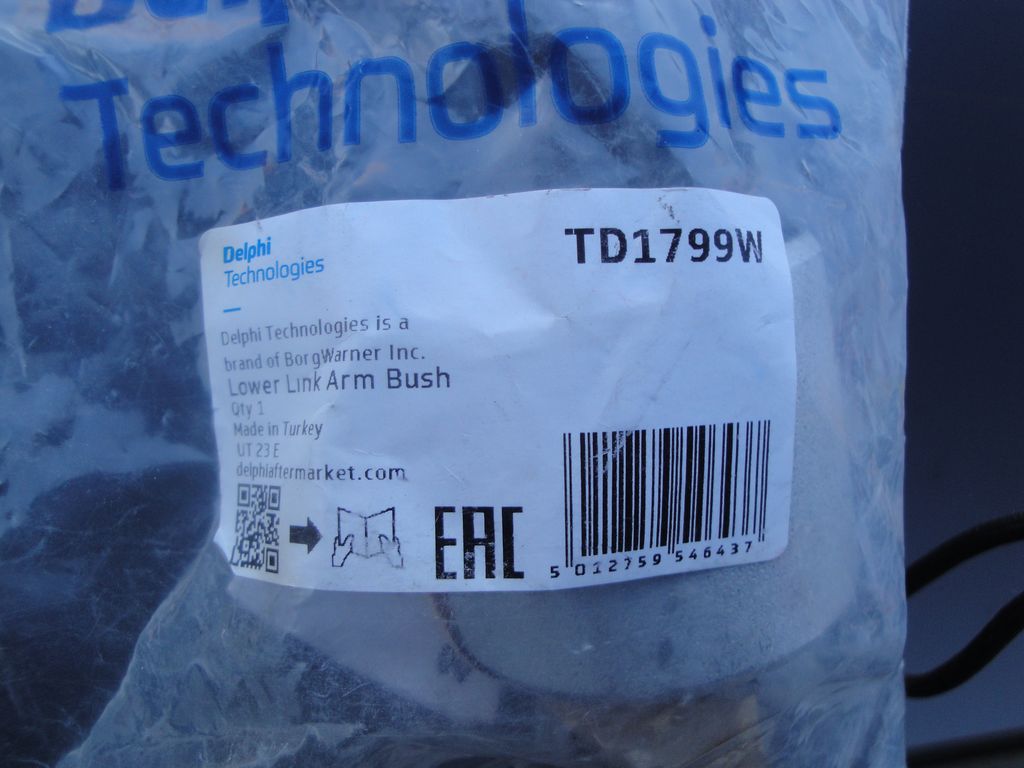 Delphi
Technologies
Delphi
Technologies
TD1799W
Delphi Technologies is a
brand of BorgWarner Inc.
Lower Link Arm Bush
Qty 1
Made in Turkey
UT 23 E
delphiaftermarket.com
EAC
5 012759 546437